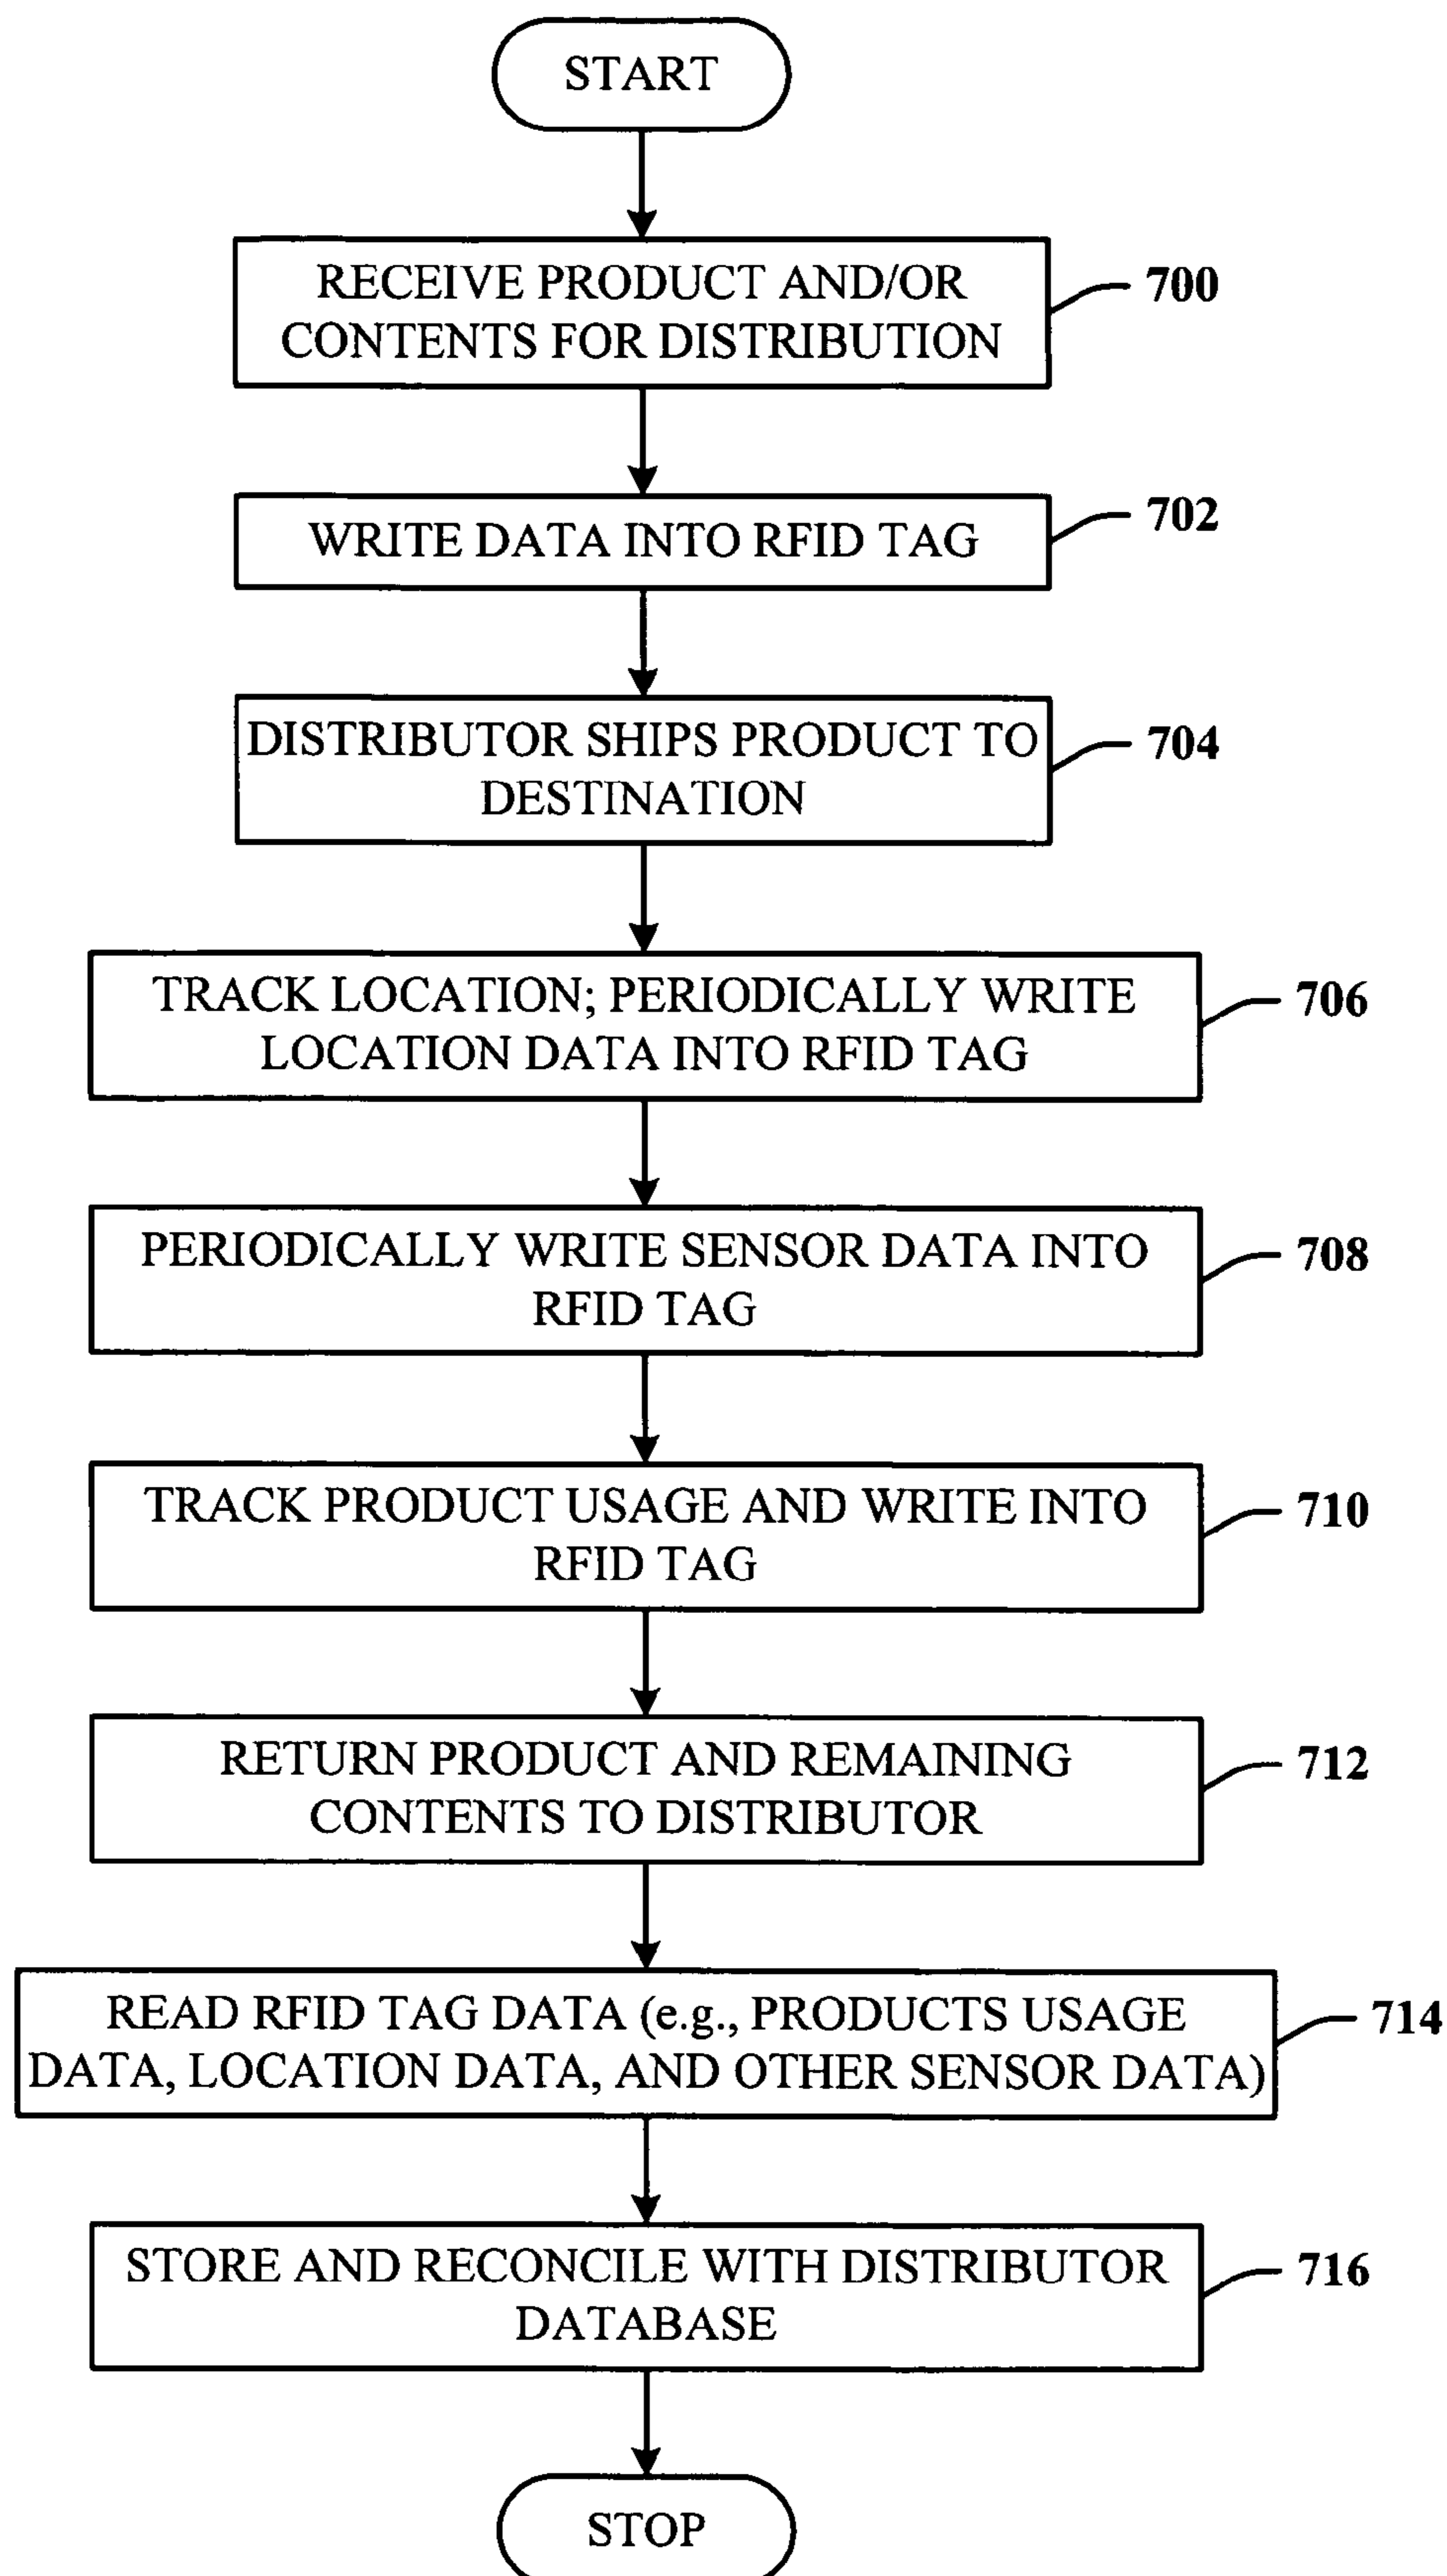 START
RECEIVE PRODUCT AND/OR
CONTENTS FOR DISTRIBUTION
700
WRITE DATA INTO RFID TAG
702
DISTRIBUTOR SHIPS PRODUCT TO
DESTINATION
704
TRACK LOCATION; PERIODICALLY WRITE
LOCATION DATA INTO RFID TAG
706
PERIODICALLY WRITE SENSOR DATA INTO
RFID TAG
708
TRACK PRODUCT USAGE AND WRITE INTO
RFID TAG
710
RETURN PRODUCT AND REMAINING
CONTENTS TO DISTRIBUTOR
712
READ RFID TAG DATA (e.g., PRODUCTS USAGE
DATA, LOCATION DATA, AND OTHER SENSOR DATA)
714
STORE AND RECONCILE WITH DISTRIBUTOR
DATABASE
716
STOP